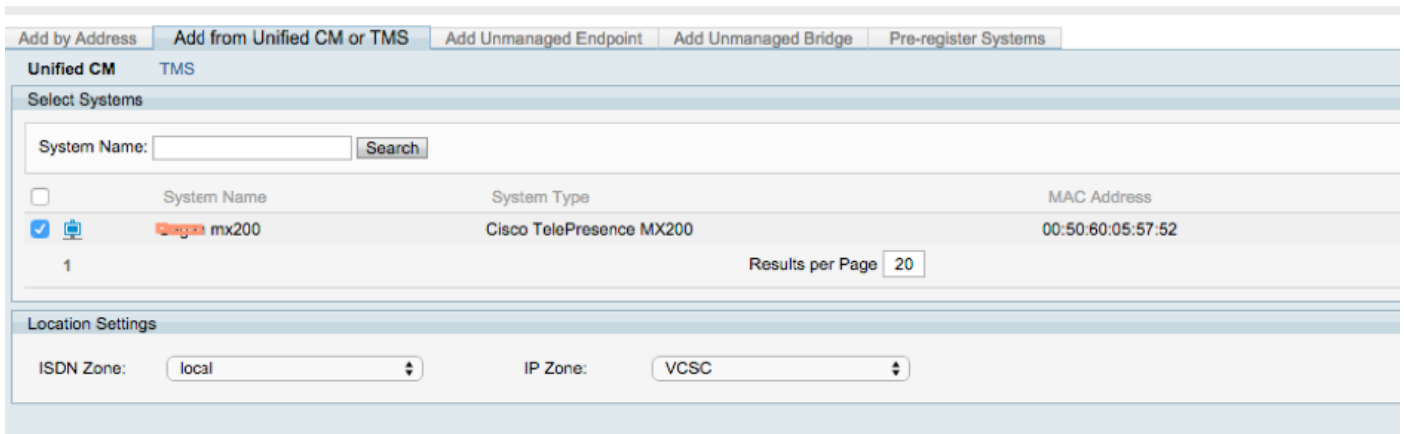 Add by Address Add from Unified CM or TMS Add Unmanaged Endpoint Add Unmanaged Bridge Pre-register Systems
Unified CM TMS
Select Systems
System Name: Search
System Name System Type MAC Address
mx200 Cisco TelePresence MX200 00:50:60:05:57:52
1 Results per Page 20
Location Settings
ISDN Zone: local IP Zone: VCSC